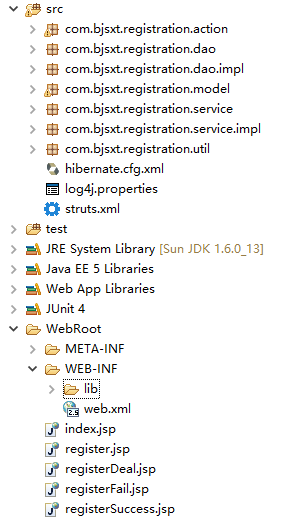 src
com.bjsxt.registration.action
com.bjsxt.registration.dao
com.bjsxt.registration.dao.impl
com.bjsxt.registration.model
com.bjsxt.registration.service
com.bjsxt.registration.service.impl
com.bjsxt.registration.util
hibernate.cfg.xml
log4j.properties
struts.xml
test
JRE System Library [Sun JDK 1.6.0_13]
Java EE 5 Libraries
Web App Libraries
JUnit 4
WebRoot
META-INF
WEB-INF
lib
web.xml
index.jsp
register.jsp
registerDeal.jsp
registerFail.jsp
registerSuccess.jsp